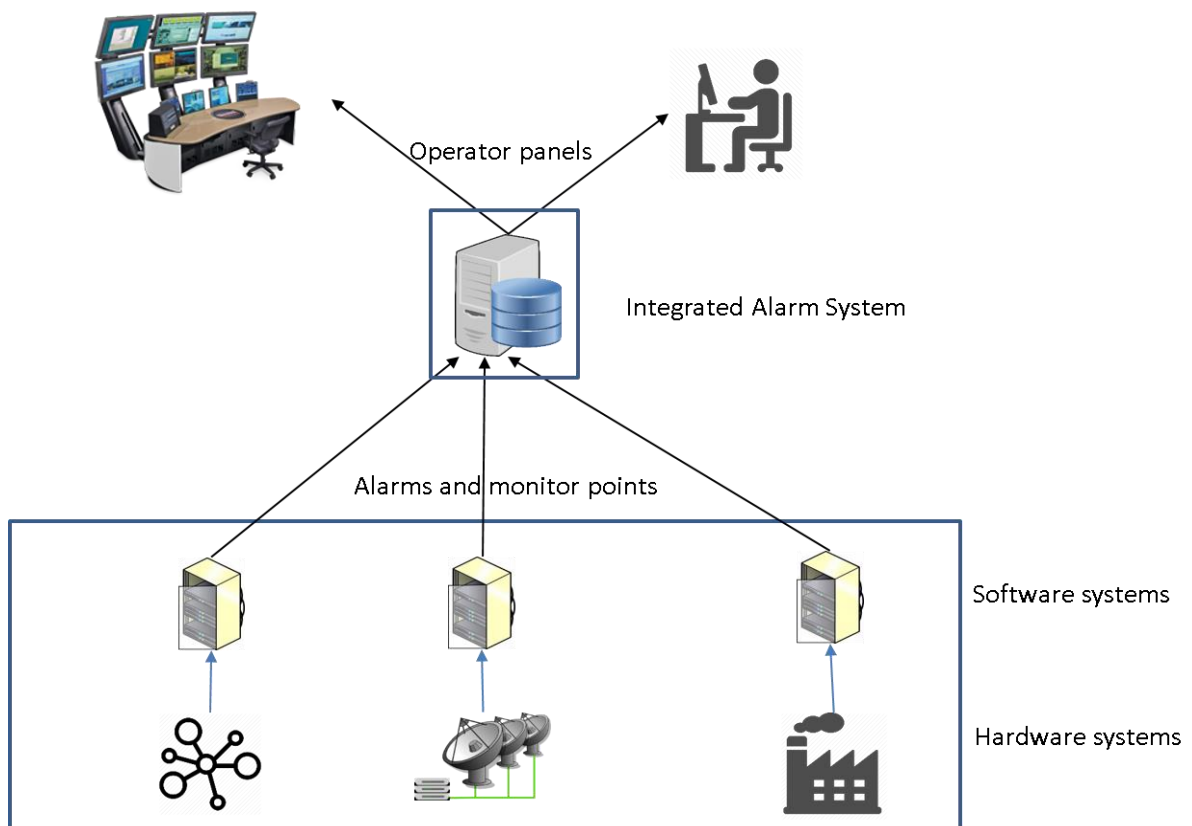 Operator panels
Integrated Alarm System
Alarms and monitor points
Software systems
Hardware systems